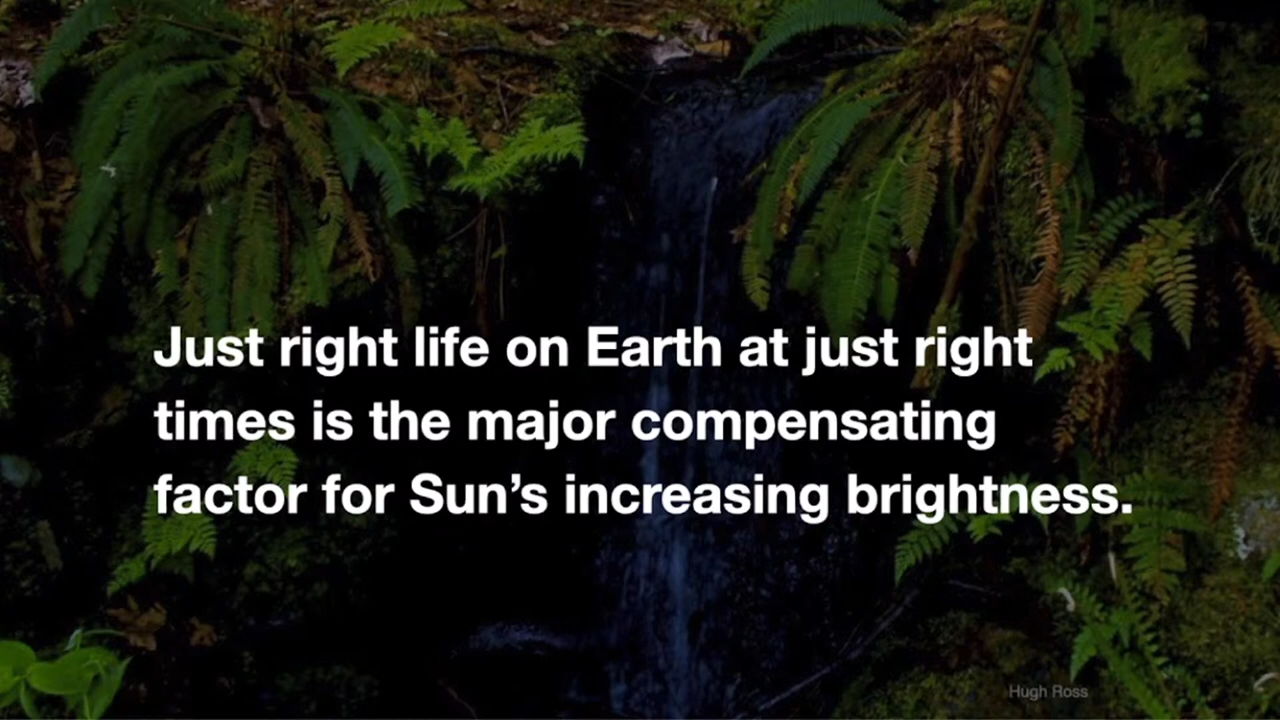 Just right life on Earth at just right
times is the major compensating
factor for Sun’s increasing brightness.
Hugh Ross